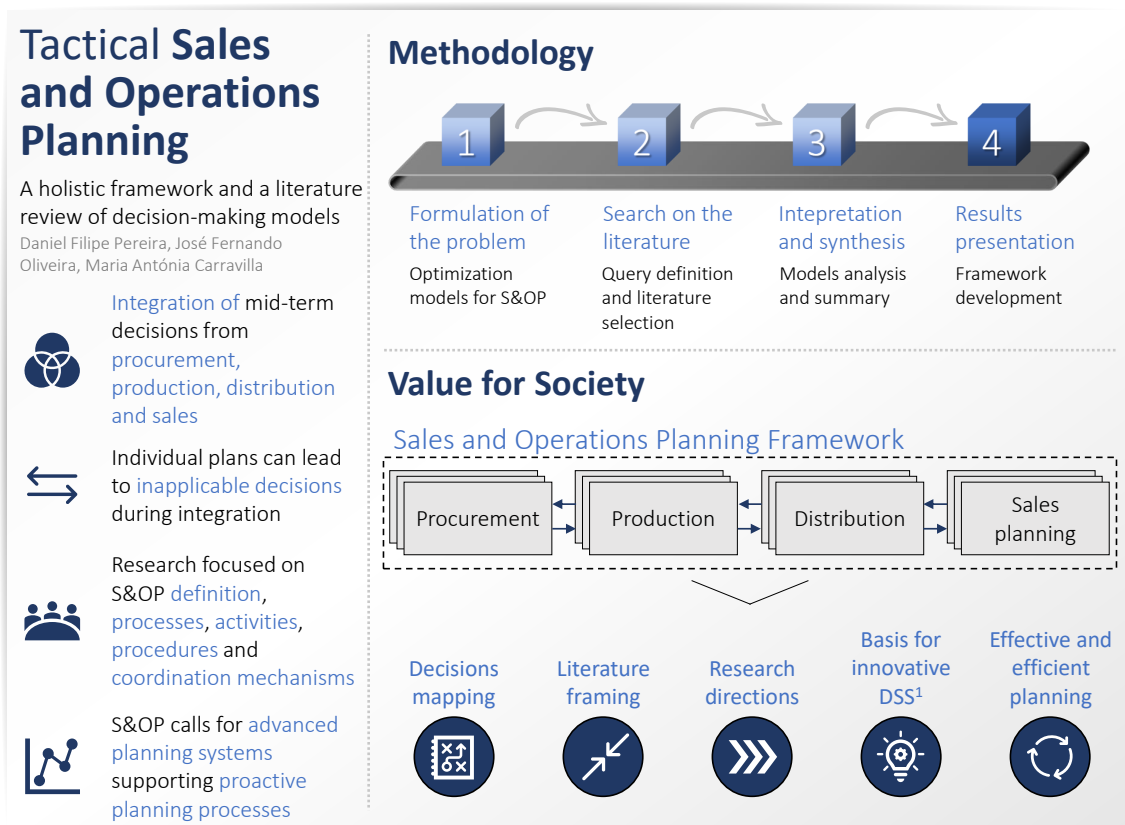 Tactical Sales
and Operations
Planning
A holistic framework and a literature
review of decision-making models
Daniel Filipe Pereira, José Fernando
Oliveira, Maria Antónia Carravilla
Integration of mid-term
decisions from
procurement,
production, distribution
and sales
Individual plans can lead
to inapplicable decisions
during integration
Research focused on
S&OP definition,
processes, activities,
procedures and
coordination mechanisms
S&OP calls for advanced
planning systems
supporting proactive
planning processes
Methodology
1
2
3
4
Formulation of
the problem
Optimization
models for S&OP
Search on the
literature
Query definition
and literature
selection
Intepretation
and synthesis
Models analysis
and summary
Results
presentation
Framework
development
Value for Society
Sales and Operations Planning Framework
Procurement
Production
Distribution
Sales
planning
Decisions
mapping
Literature
framing
Research
directions
Basis for
innovative
DSS¹
Effective and
efficient
planning